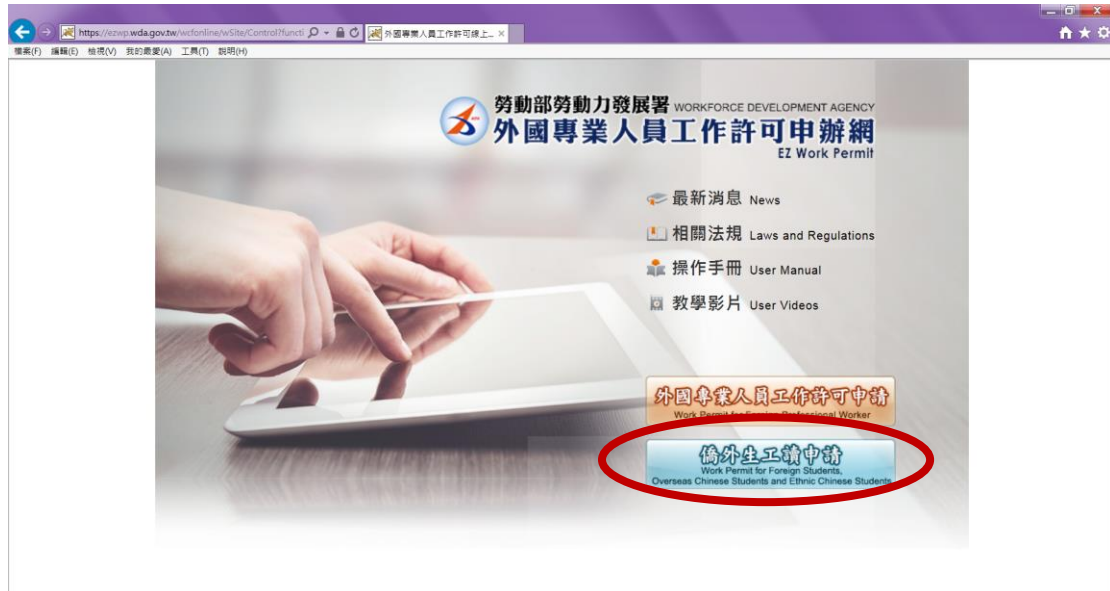 https://ezwp.wda.gov.tw/wcfonline/wSite/Control?functi
外國專業人員工作許可線上...
檔案(F) 編輯(E) 檢視(V) 我的最愛(A) 工具(T) 說明(H)
勞動部勞動力發展署 WORKFORCE DEVELOPMENT AGENCY
外國專業人員工作許可申辦網
EZ Work Permit
最新消息 News
相關法規 Laws and Regulations
操作手冊 User Manual
教學影片 User Videos
外國專業人員工作許可申請
Work Permit for Foreign Professional Worker
僑外生工讀申請
Work Permit for Foreign Students,
Overseas Chinese Students and Ethnic Chinese Students